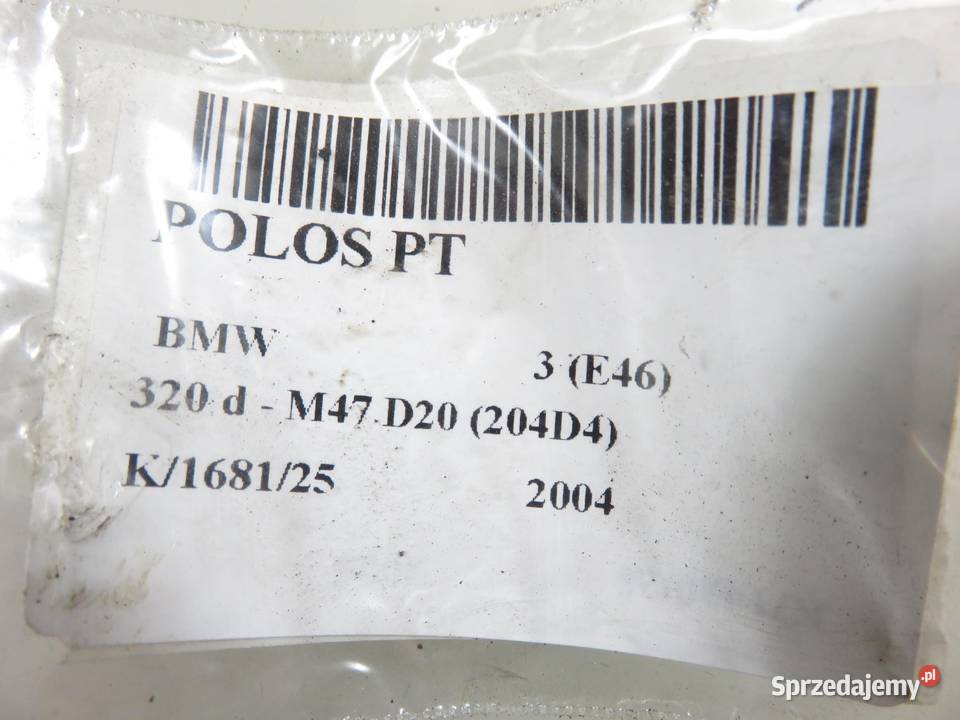 POLOS PT
BMW 3 (E46)
320 d - M47 D20 (204D4)
K/1681/25 2004
Sprzedajemy.pl